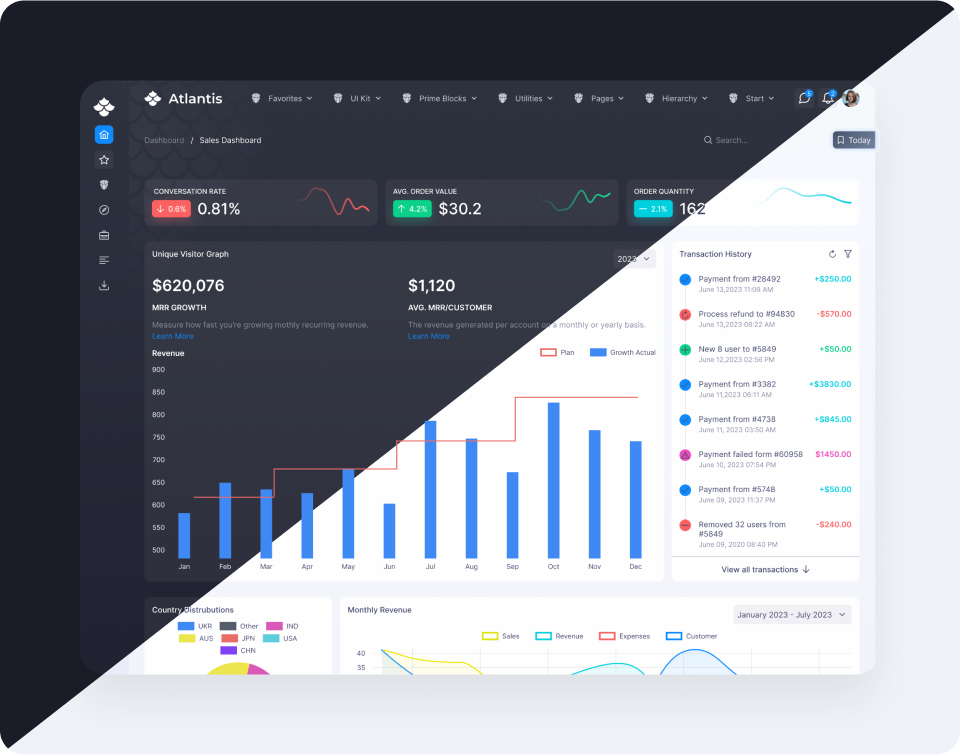 Atlantis
Favorites
UI Kit
Prime Blocks
Utilities
Pages
Hierarchy
Start
5
2
Dashboard / Sales Dashboard
Search...
Today
CONVERSATION RATE
0.6% 0.81%
AVG. ORDER VALUE
4.2% $30.2
ORDER QUANTITY
2.1% 162
Unique Visitor Graph
$620,076
MRR GROWTH
Measure how fast you're growing mothly recurring revenue.
Learn More
$1,120
AVG. MRR/CUSTOMER
The revenue generated per account on a monthly or yearly basis.
Learn More
Revenue
Plan
Growth Actual
900
850
800
750
700
650
600
550
500
Jan
Feb
Mar
Apr
May
Jun
Jul
Aug
Sep
Oct
Nov
Dec
Transaction History
Payment from #28492 +$250.00
June 13,2023 11:09 AM
Process refund to #94830 -$570.00
June 13,2023 08:22 AM
New 8 user to #5849 +$50.00
June 12,2023 02:56 PM
Payment from #3382 +$3830.00
June 11,2023 06:11 AM
Payment from #4738 +$845.00
June 11, 2023 03:50 AM
Payment failed form #60958 $1450.00
June 10, 2023 07:54 PM
Payment from #5748 +$50.00
June 09, 2023 11:37 PM
Removed 32 users from -$240.00
#5849
June 09, 2020 08:40 PM
View all transactions
Country Distrubutions
UKR
Other
IND
AUS
JPN
USA
CHN
Monthly Revenue
January 2023 - July 2023
Sales
Revenue
Expenses
Customer
40
35